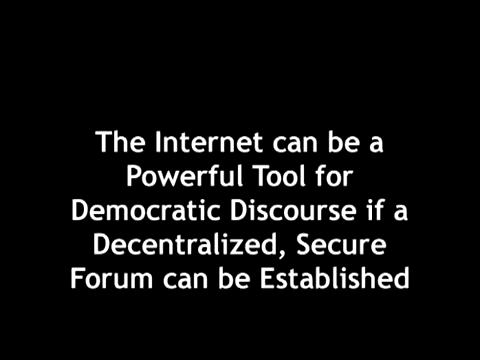 The Internet can be a
Powerful Tool for
Democratic Discourse if a
Decentralized, Secure
Forum can be Established